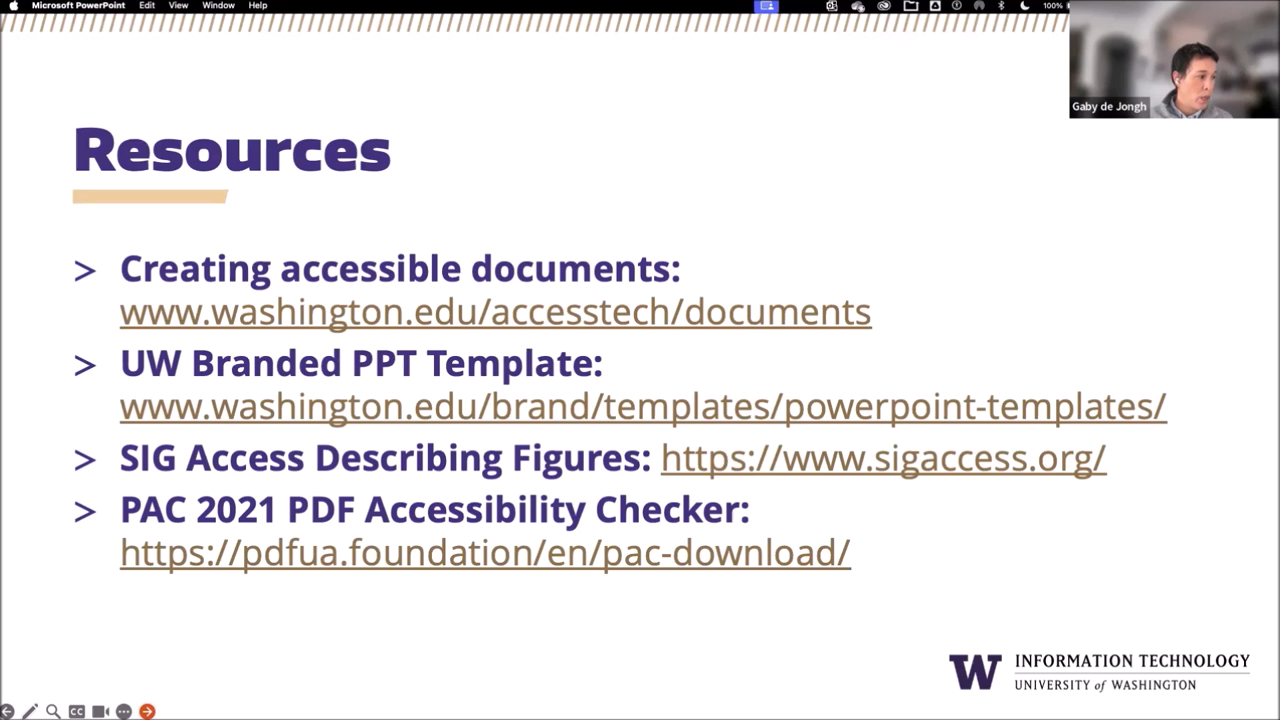 Microsoft PowerPoint Edit View Window Help 100%
Gaby de Jongh
Resources
> Creating accessible documents:
www.washington.edu/accesstech/documents
> UW Branded PPT Template:
www.washington.edu/brand/templates/powerpoint-templates/
> SIG Access Describing Figures: https://www.sigaccess.org/
> PAC 2021 PDF Accessibility Checker:
https://pdfua.foundation/en/pac-download/
W INFORMATION TECHNOLOGY
UNIVERSITY of WASHINGTON
CC